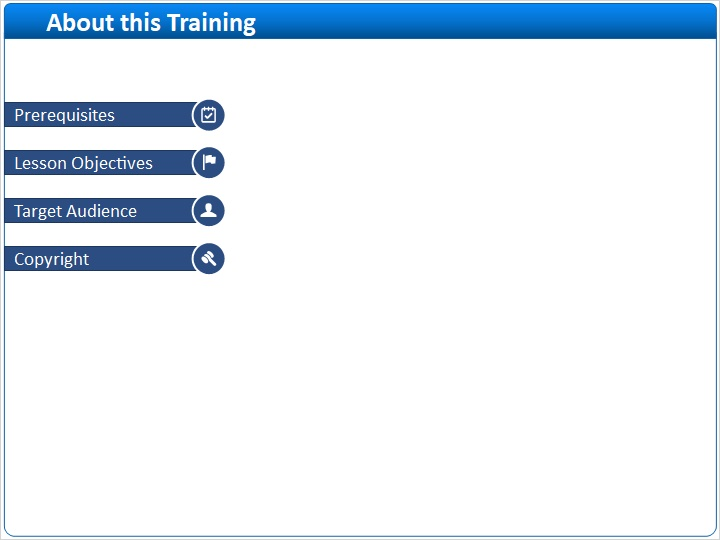 About this Training
Prerequisites
Lesson Objectives
Target Audience
Copyright